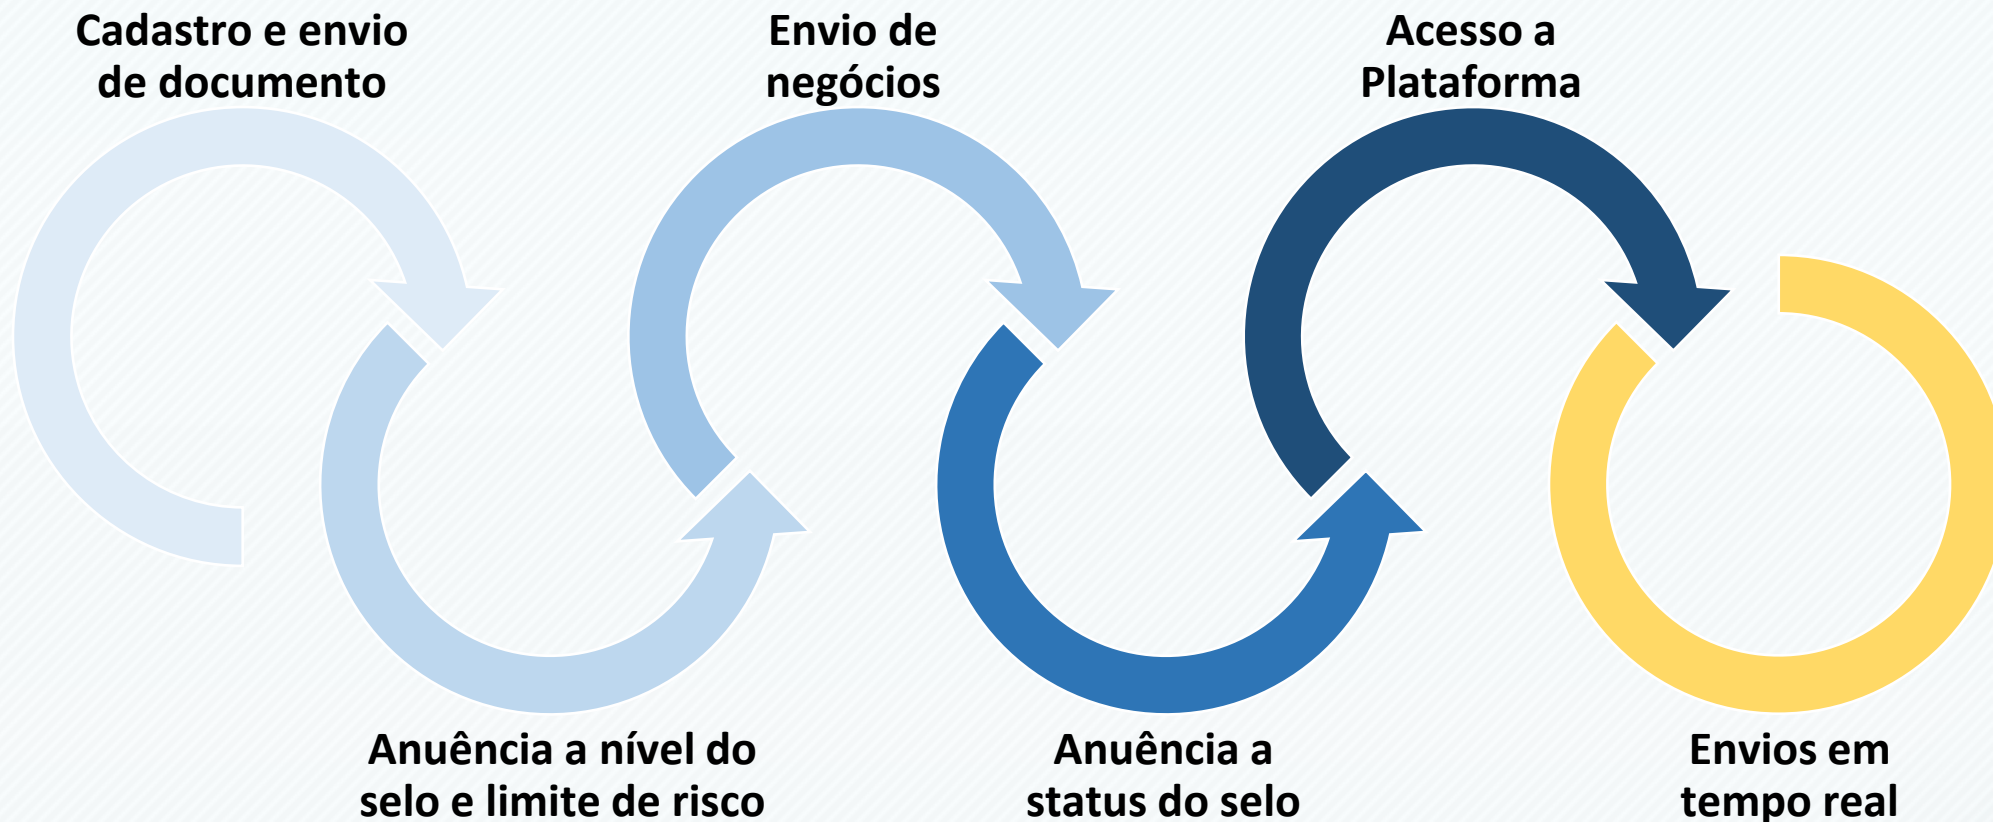 Cadastro e envio
de documento
Anuência a nível do
selo e limite de risco
Envio de
negócios
Anuência a
status do selo
Acesso a
Plataforma
Envios em
tempo real